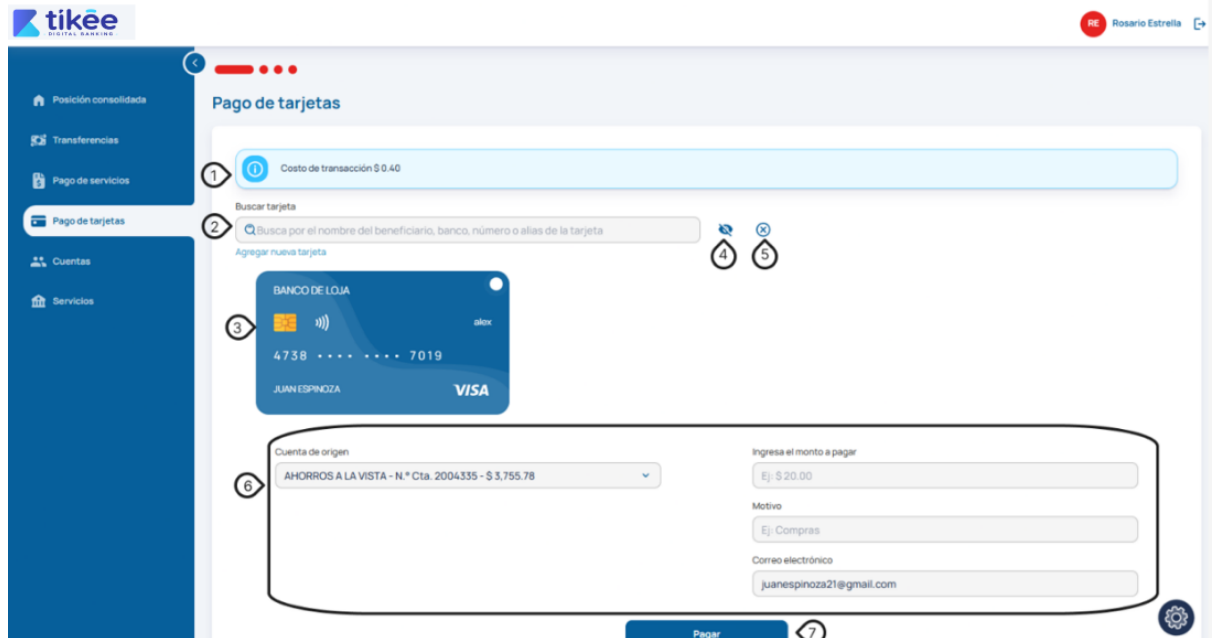 tikēe
DIGITAL BANKING
RE Rosario Estrella
Posición consolidada
Transferencias
Pago de servicios
Pago de tarjetas
Cuentas
Servicios
Pago de tarjetas
1
Costo de transacción $ 0.40
Buscar tarjeta
2
Busca por el nombre del beneficiario, banco, número o alias de la tarjeta
4
5
Agregar nueva tarjeta
3
BANCO DE LOJA
alex
4738 •••• •••• 7019
JUAN ESPINOZA
VISA
6
Cuenta de origen
AHORROS A LA VISTA - N.° Cta. 2004335 - $ 3,755.78
Ingresa el monto a pagar
Ej: $ 20.00
Motivo
Ej: Compras
Correo electrónico
juanespinoza21@gmail.com
Pagar
7